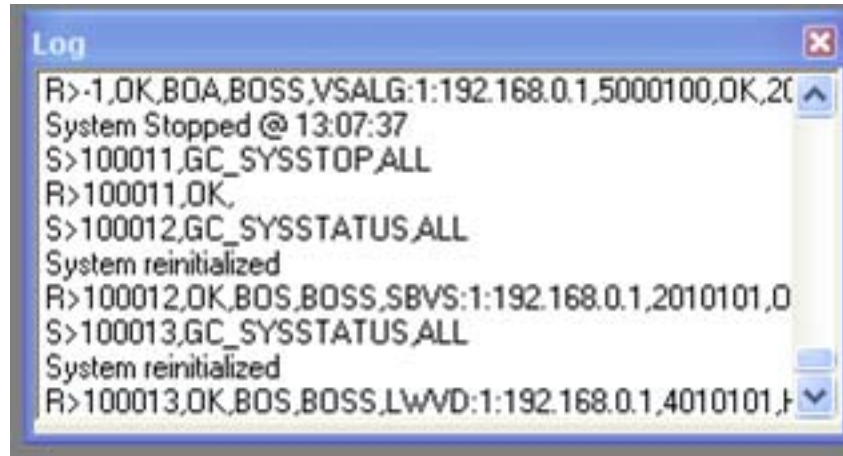 Log
R>-1,OK,BOA,BOSS,VSALG:1:192.168.0.1,5000100,OK,20
System Stopped @ 13:07:37
S>100011,GC_SYSSTOP,ALL
R>100011,OK,
S>100012,GC_SYSSTATUS,ALL
System reinitialized
R>100012,OK,BOS,BOSS,SBVS:1:192.168.0.1,2010101,O
S>100013,GC_SYSSTATUS,ALL
System reinitialized
R>100013,OK,BOS,BOSS,LWVD:1:192.168.0.1,4010101,H